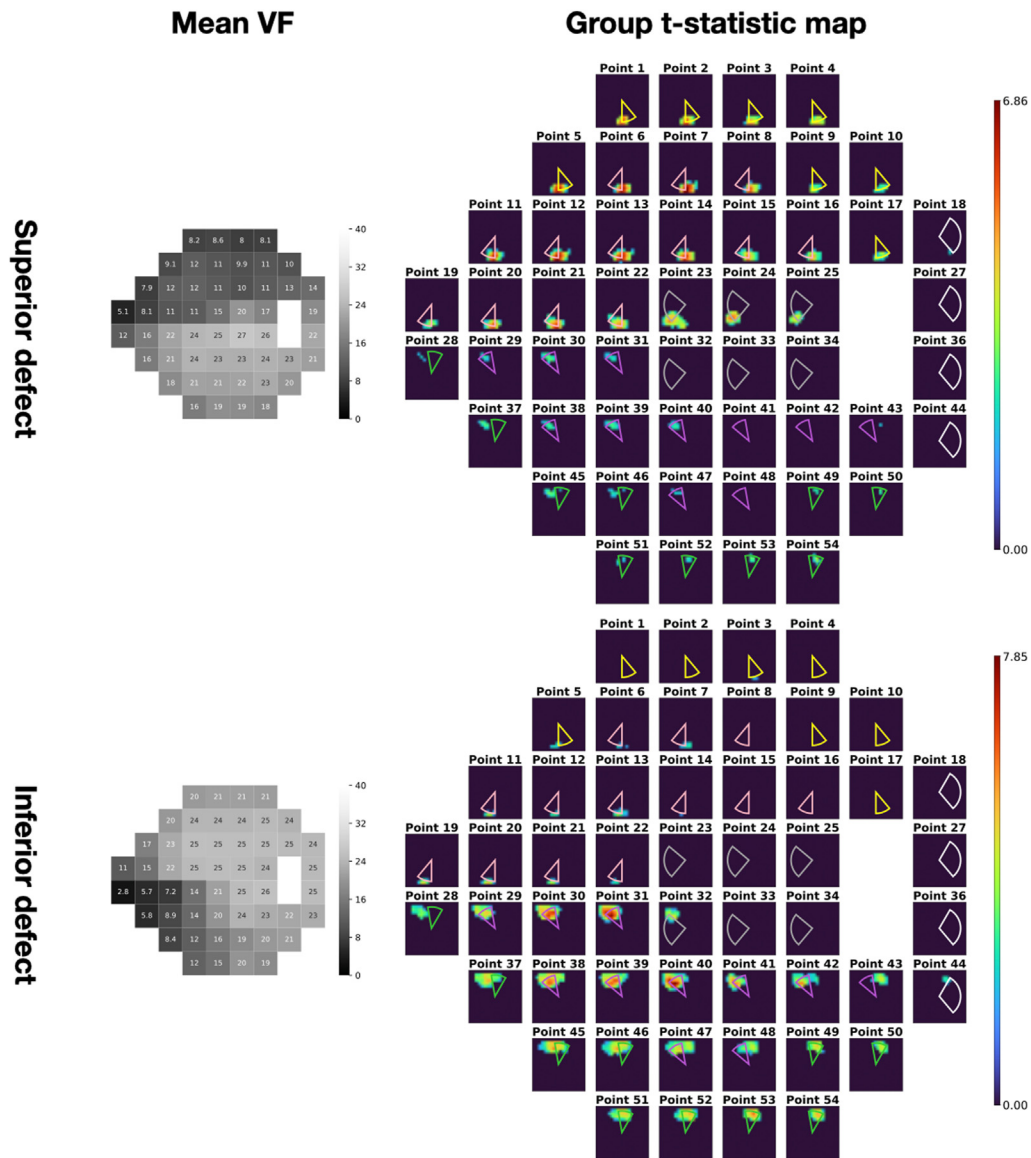 Mean VF
Group t-statistic map
Superior defect
8.2 8.6 8 8.1
9.1 12 11 9.9 11 10
7.9 12 12 11 10 11 13 14
5.1 8.1 11 11 15 20 17 19
12 16 22 24 25 27 26 22
16 21 24 23 23 24 23 21
18 21 21 22 23 20
16 19 19 18
40
32
24
16
8
0
Point 1 Point 2 Point 3 Point 4
Point 5 Point 6 Point 7 Point 8 Point 9 Point 10
Point 11 Point 12 Point 13 Point 14 Point 15 Point 16 Point 17 Point 18
Point 19 Point 20 Point 21 Point 22 Point 23 Point 24 Point 25 Point 27
Point 28 Point 29 Point 30 Point 31 Point 32 Point 33 Point 34 Point 36
Point 37 Point 38 Point 39 Point 40 Point 41 Point 42 Point 43 Point 44
Point 45 Point 46 Point 47 Point 48 Point 49 Point 50
Point 51 Point 52 Point 53 Point 54
6.86
0.00
Inferior defect
20 21 21 21
20 24 24 25 24 24
17 23 25 25 25 25 25 25
11 15 22 25 25 25 24 25
2.8 5.7 7.2 14 21 25 26 25
5.8 8.9 14 20 24 23 22 23
8.4 12 16 19 20 21
12 15 20 19
40
32
24
16
8
0
Point 1 Point 2 Point 3 Point 4
Point 5 Point 6 Point 7 Point 8 Point 9 Point 10
Point 11 Point 12 Point 13 Point 14 Point 15 Point 16 Point 17 Point 18
Point 19 Point 20 Point 21 Point 22 Point 23 Point 24 Point 25 Point 27
Point 28 Point 29 Point 30 Point 31 Point 32 Point 33 Point 34 Point 36
Point 37 Point 38 Point 39 Point 40 Point 41 Point 42 Point 43 Point 44
Point 45 Point 46 Point 47 Point 48 Point 49 Point 50
Point 51 Point 52 Point 53 Point 54
7.85
0.00